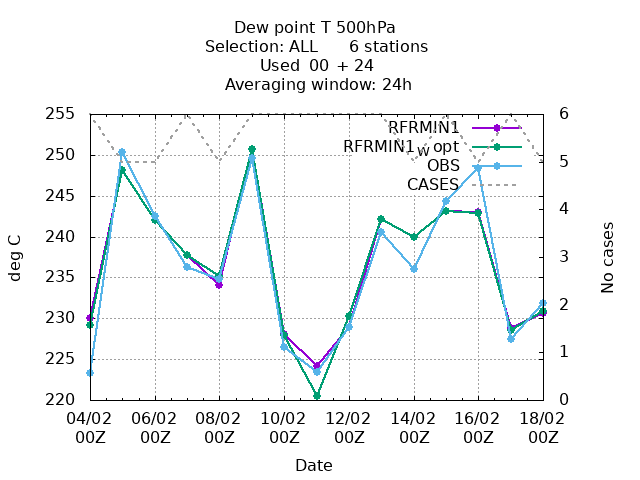 Dew point T 500hPa
Selection: ALL 6 stations
Used 00 + 24
Averaging window: 24h
255
250
245
240
235
230
225
220
deg C
6
5
4
3
2
1
0
No cases
RFRMIN1
RFRMIN1_w_opt
OBS
CASES
04/02 06/02 08/02 10/02 12/02 14/02 16/02 18/02
00Z 00Z 00Z 00Z 00Z 00Z 00Z 00Z
Date